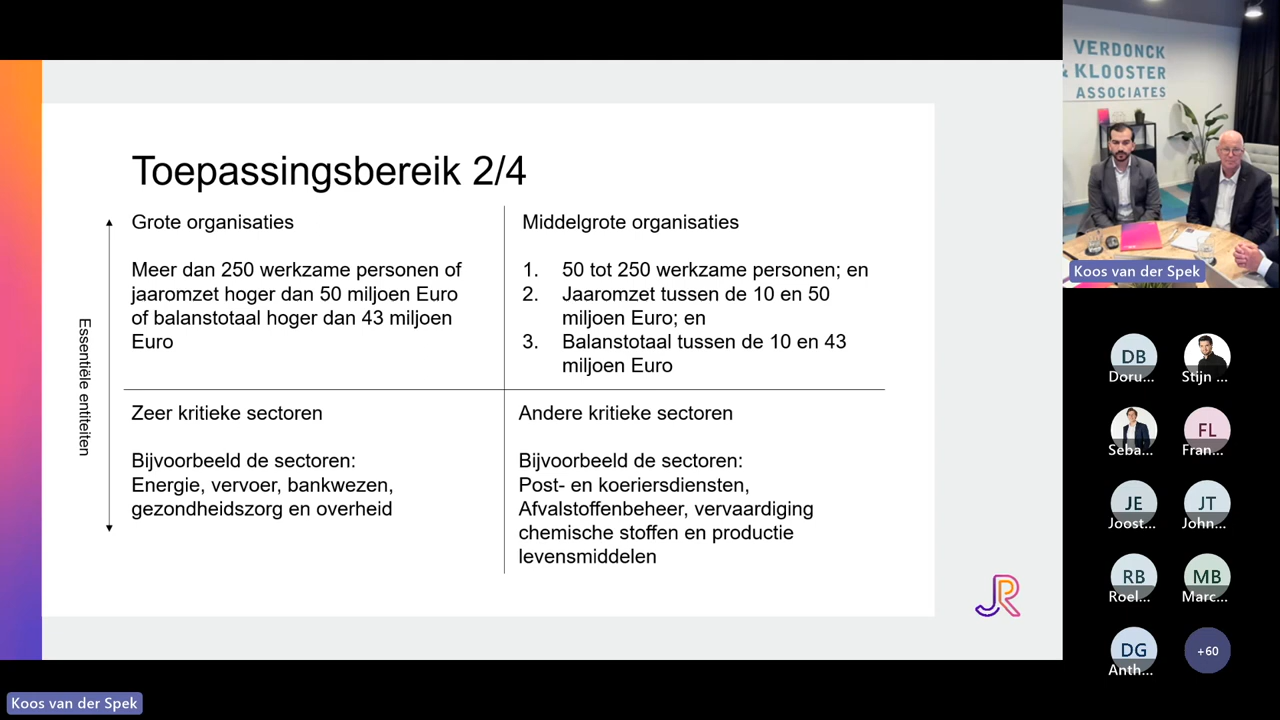 Toepassingsbereik 2/4
Essentiële entiteiten
Grote organisaties
Meer dan 250 werkzame personen of
jaaromzet hoger dan 50 miljoen Euro
of balanstotaal hoger dan 43 miljoen
Euro
Middelgrote organisaties
1. 50 tot 250 werkzame personen; en
2. Jaaromzet tussen de 10 en 50
miljoen Euro; en
3. Balanstotaal tussen de 10 en 43
miljoen Euro
Zeer kritieke sectoren
Bijvoorbeeld de sectoren:
Energie, vervoer, bankwezen,
gezondheidszorg en overheid
Andere kritieke sectoren
Bijvoorbeeld de sectoren:
Post- en koeriersdiensten,
Afvalstoffenbeheer, vervaardiging
chemische stoffen en productie
levensmiddelen
JR
VERDONCK
& KLOOSTER
ASSOCIATES
Koos van der Spek
DB
Doru...
Stijn ...
Seba...
FL
Fran...
JE
Joost...
JT
John...
RB
Roel...
MB
Marc...
DG
Anth...
+60
Koos van der Spek